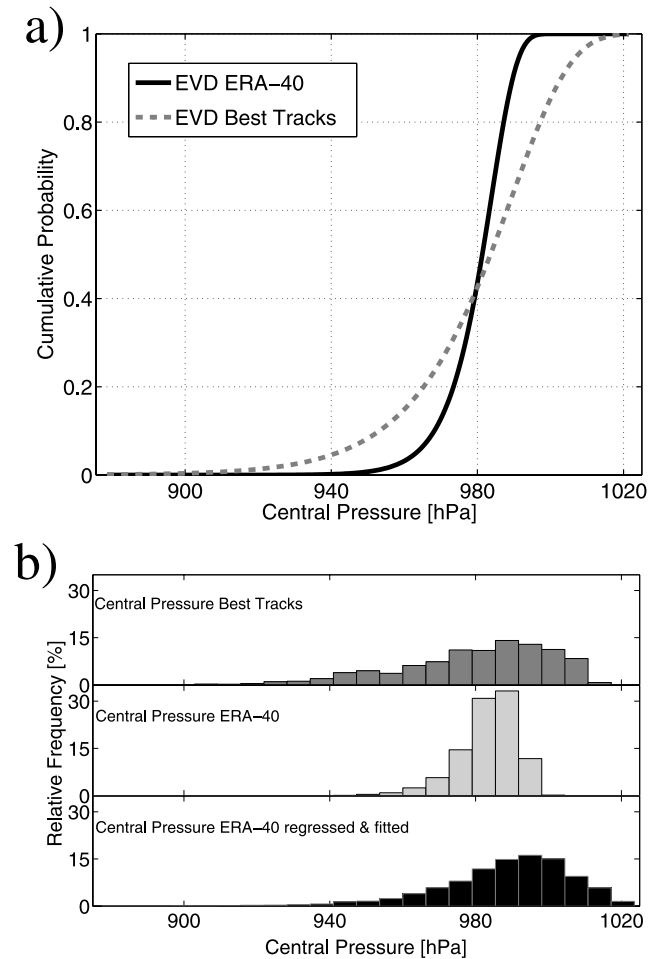 a)
1
0.8
0.6
0.4
0.2
0
Cumulative Probability
EVD ERA−40
EVD Best Tracks
900
940
980
1020
Central Pressure [hPa]
b)
Relative Frequency [%]
30
15
0
Central Pressure Best Tracks
30
15
0
Central Pressure ERA−40
30
15
0
Central Pressure ERA−40 regressed & fitted
900
940
980
1020
Central Pressure [hPa]